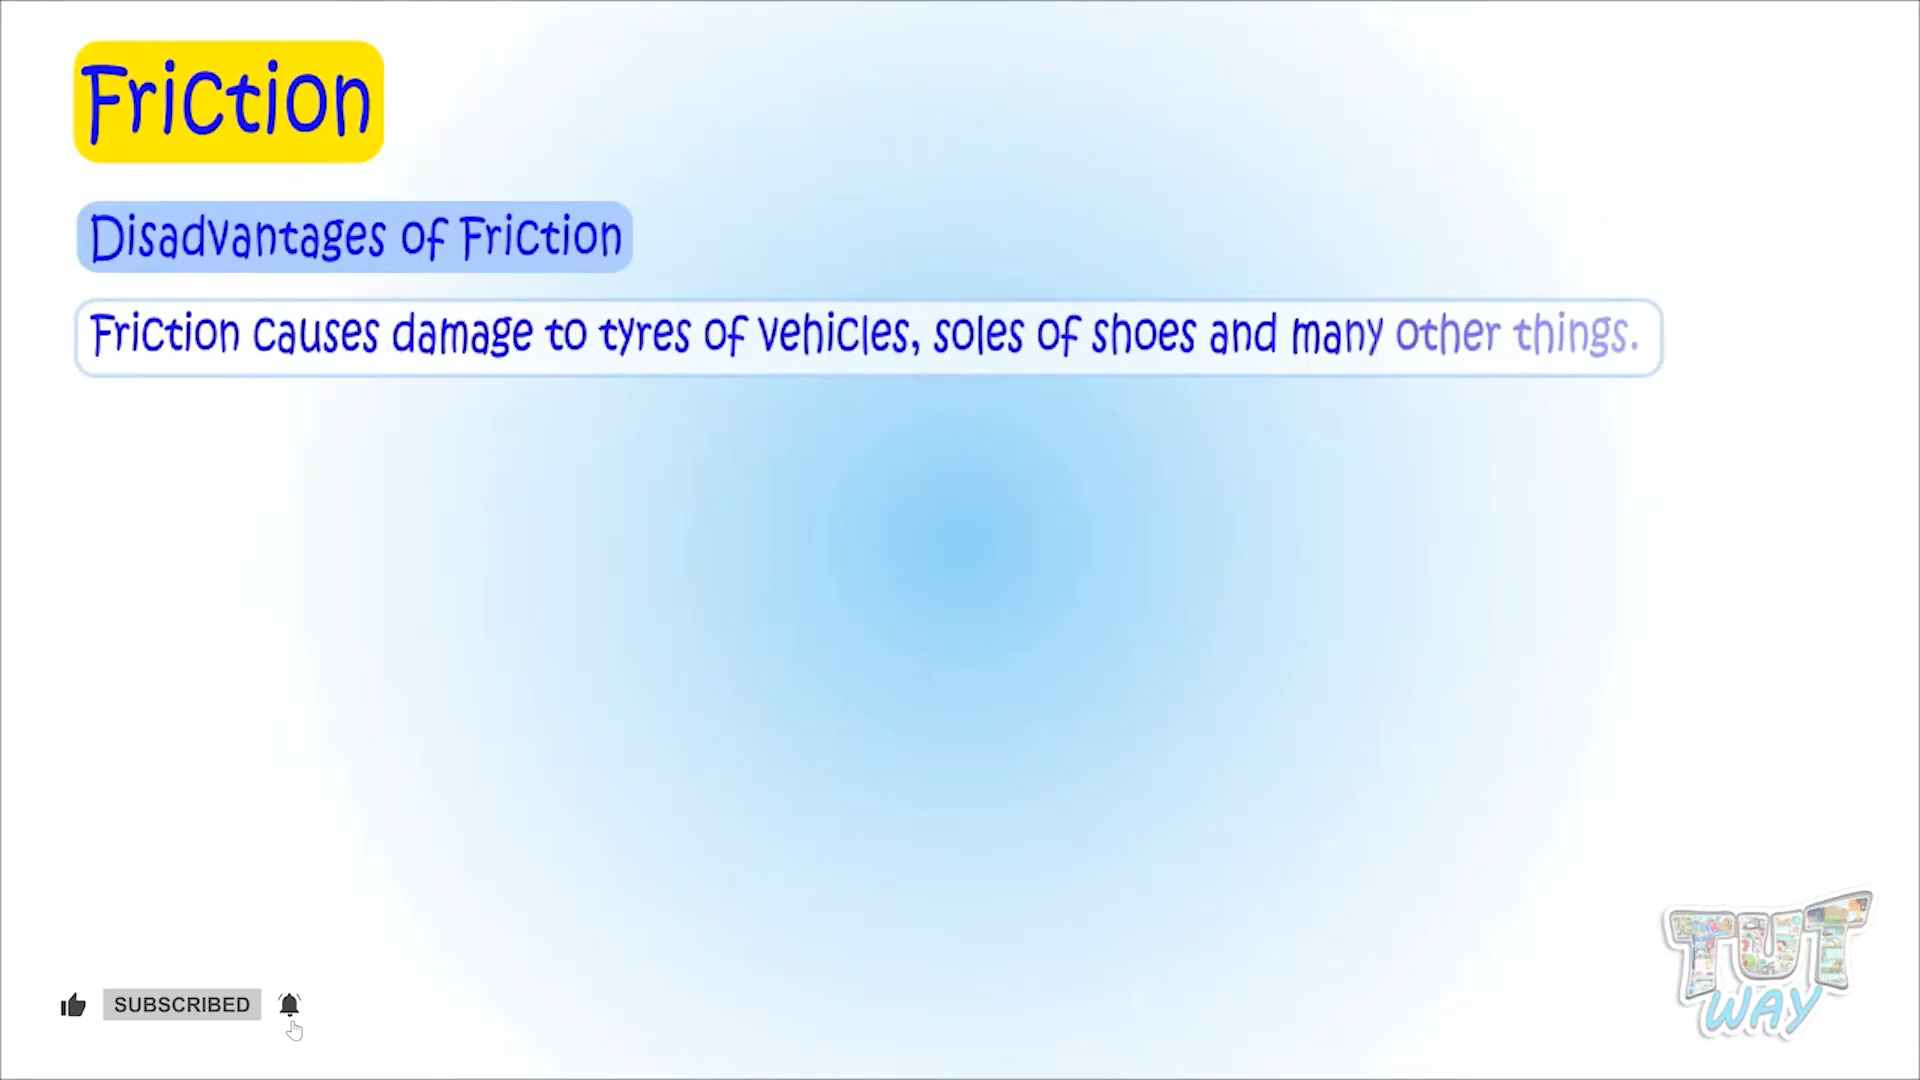 Friction
Disadvantages of Friction
Friction causes damage to tyres of vehicles, soles of shoes and many other things.
SUBSCRIBED
TUT
WAY